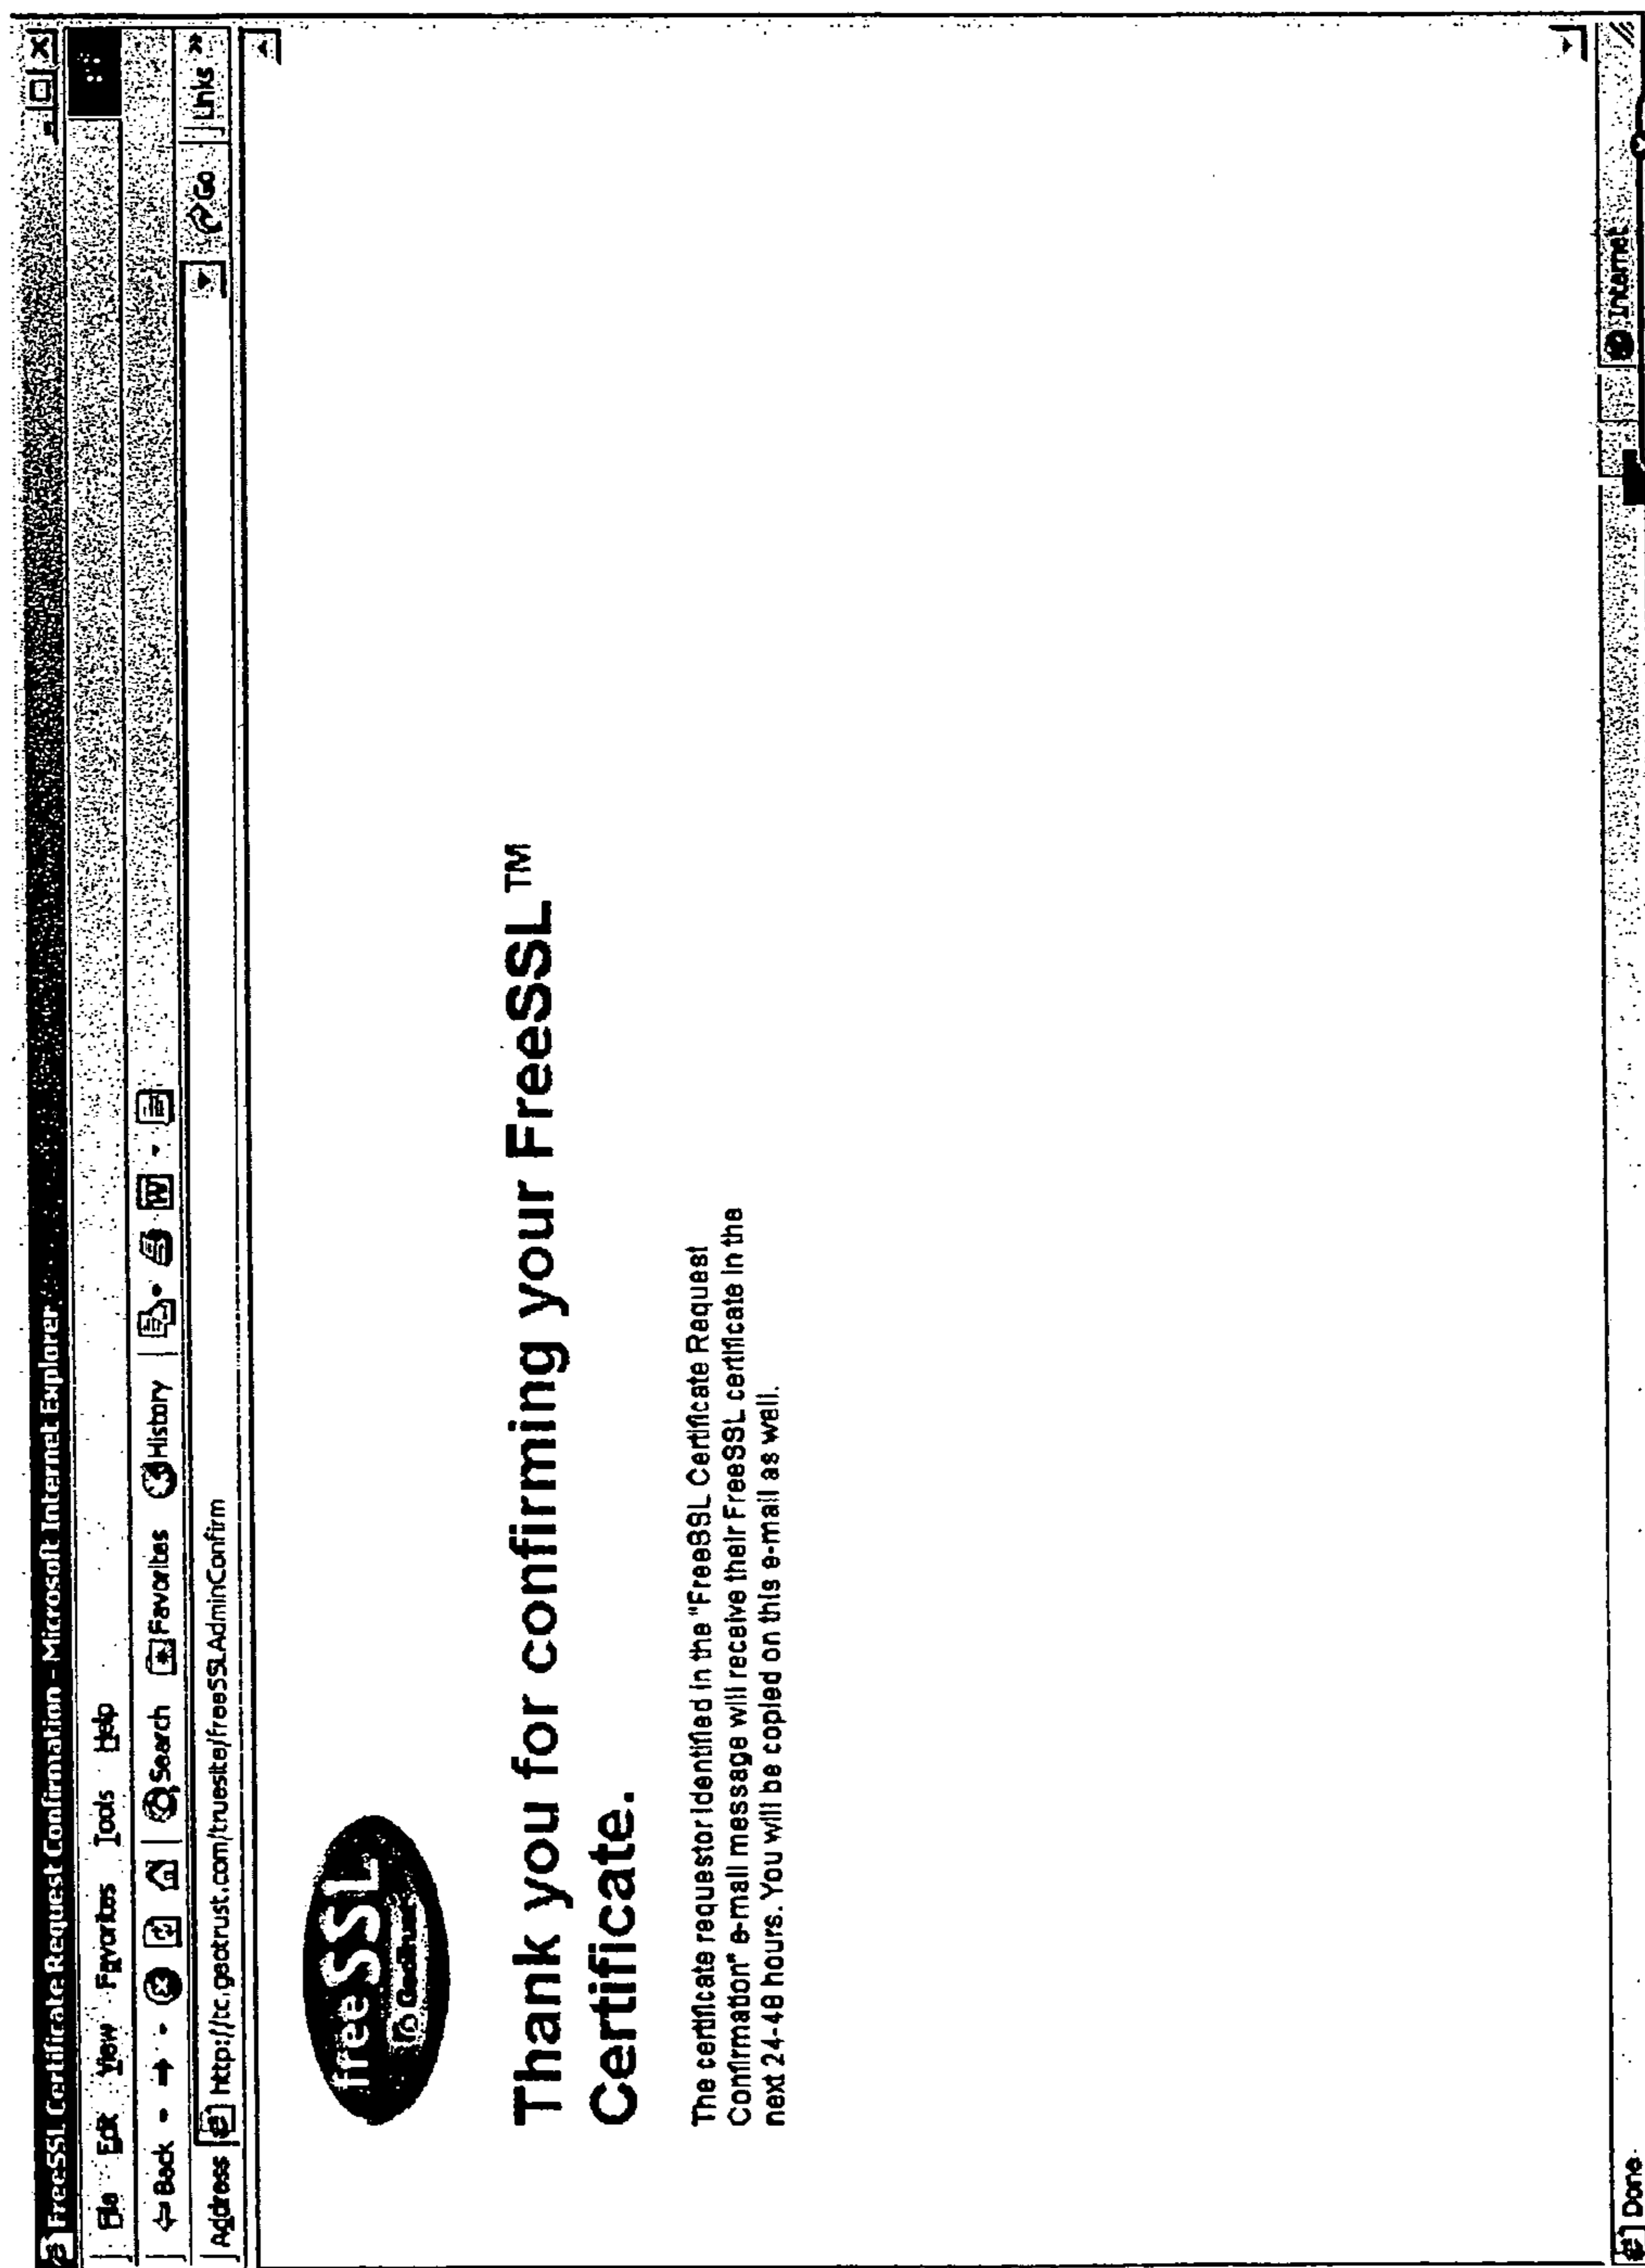 FreeSSL Certificate Request Confirmation - Microsoft Internet Explorer
File Edit View Favorites Tools Help
Back Search Favorites History
Address http://tc.geotrust.com/truesite/freeSSLAdminConfirm Go Links »
freeSSL
GeoTrust
Thank you for confirming your FreeSSL™
Certificate.
The certificate requestor identified in the "FreeSSL Certificate Request
Confirmation" e-mail message will receive their FreeSSL certificate in the
next 24-48 hours. You will be copied on this e-mail as well.
Done Internet